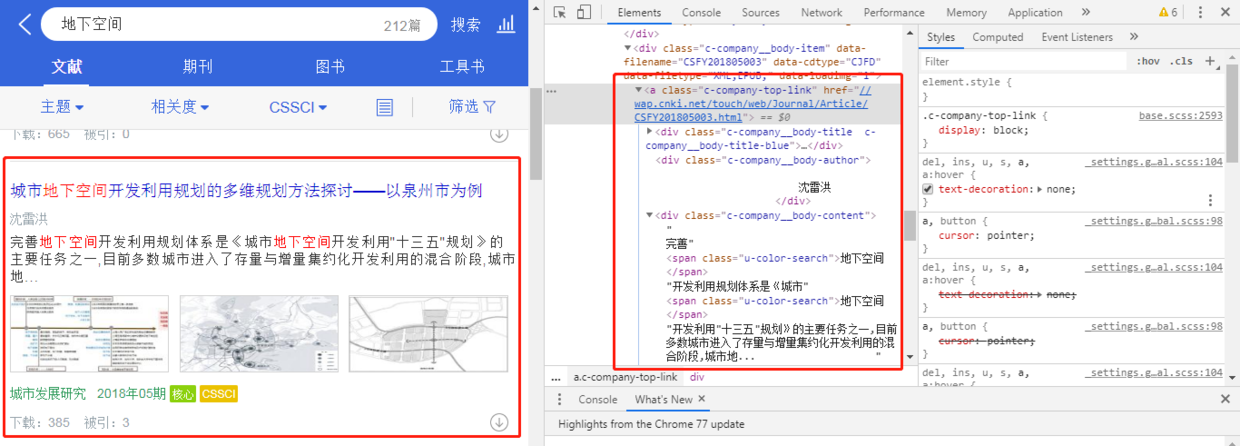 地下空间
212篇
搜索
文献
期刊
图书
工具书
主题
相关度
CSSCI
筛选
下载：665 被引：0
城市地下空间开发利用规划的多维规划方法探讨——以泉州市为例
沈雷洪
完善地下空间开发利用规划体系是《城市地下空间开发利用"十三五"规划》的
主要任务之一,目前多数城市进入了存量与增量集约化开发利用的混合阶段,城市
地...
城市发展研究 2018年05期 核心 CSSCI
下载：385 被引：3
Elements Console Sources Network Performance Memory Application » 6
</div>
▼<div class="c-company__body-item" data-
filename="CSFY201805003" data-cdtype="CJFD"
data-filetype="XML,EPUB," data-loadimg="1">
... ▼<a class="c-company-top-link" href="//
wap.cnki.net/touch/web/Journal/Article/
CSFY201805003.html"> == $0
▶<div class="c-company__body-title c-
company__body-title-blue">…</div>
<div class="c-company__body-author">
沈雷洪
</div>
▼<div class="c-company__body-content">
"
完善"
<span class="u-color-search">地下空间
</span>
"开发利用规划体系是《城市"
<span class="u-color-search">地下空间
</span>
"开发利用"十三五"规划》的主要任务之一,目前
多数城市进入了存量与增量集约化开发利用的混
合阶段,城市地... "
... a.c-company-top-link div
Styles Computed Event Listeners »
Filter :hov .cls +
element.style {
}
.c-company-top-link { base.scss:2593
display: block;
}
del, ins, u, s, a, _settings.g…al.scss:104
a:hover {
text-decoration:▶ none;
}
a, button { _settings.g…bal.scss:98
cursor: pointer;
}
del, ins, u, s, a, _settings.g…al.scss:104
a:hover {
text-decoration:▶ none;
}
a, button { _settings.g…bal.scss:98
cursor: pointer;
}
del, ins, u, s, a, _settings.g…al.scss:104
Console What's New ×
Highlights from the Chrome 77 update